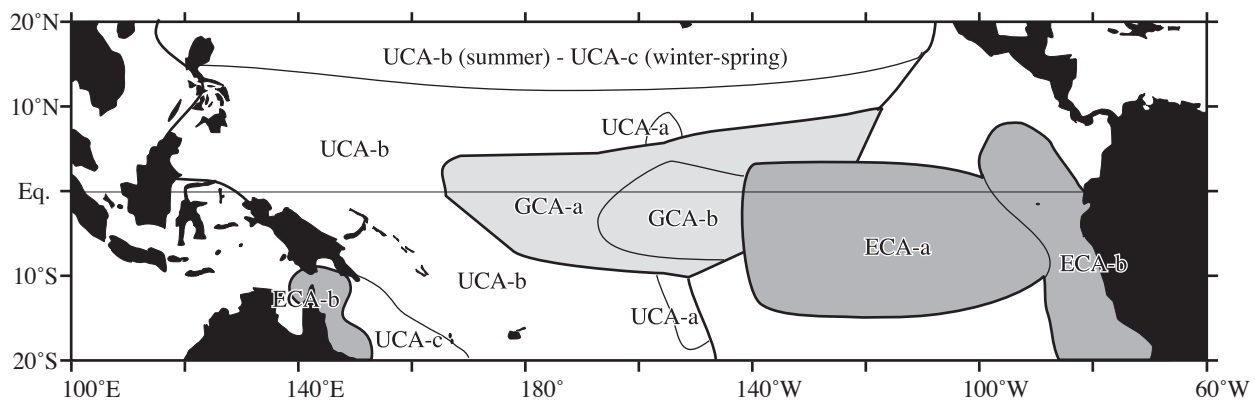 20˚N
UCA-b (summer) - UCA-c (winter-spring)
10˚N
UCA-a
UCA-b
Eq.
GCA-a
GCA-b
ECA-a
ECA-b
10˚S
UCA-b
ECA-b
UCA-a
UCA-c
20˚S
100˚E 140˚E 180˚ 140˚W 100˚W 60˚W